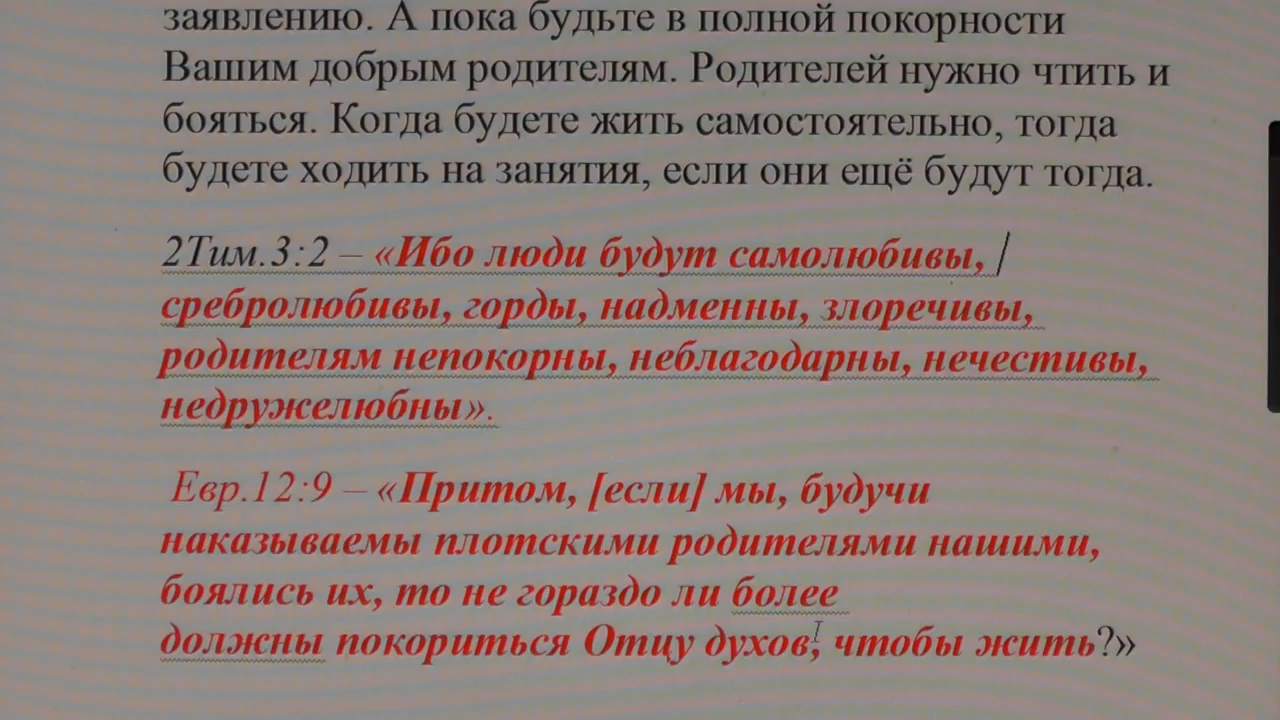 заявлению. А пока будьте в полной покорности
Вашим добрым родителям. Родителей нужно чтить и
бояться. Когда будете жить самостоятельно, тогда
будете ходить на занятия, если они ещё будут тогда.
2Тим.3:2 – «Ибо люди будут самолюбивы,
сребролюбивы, горды, надменны, злоречивы,
родителям непокорны, неблагодарны, нечестивы,
недружелюбны».
Евр.12:9 – «Притом, [если] мы, будучи
наказываемы плотскими родителями нашими,
боялись их, то не гораздо ли более
должны покориться Отцу духов, чтобы жить?»